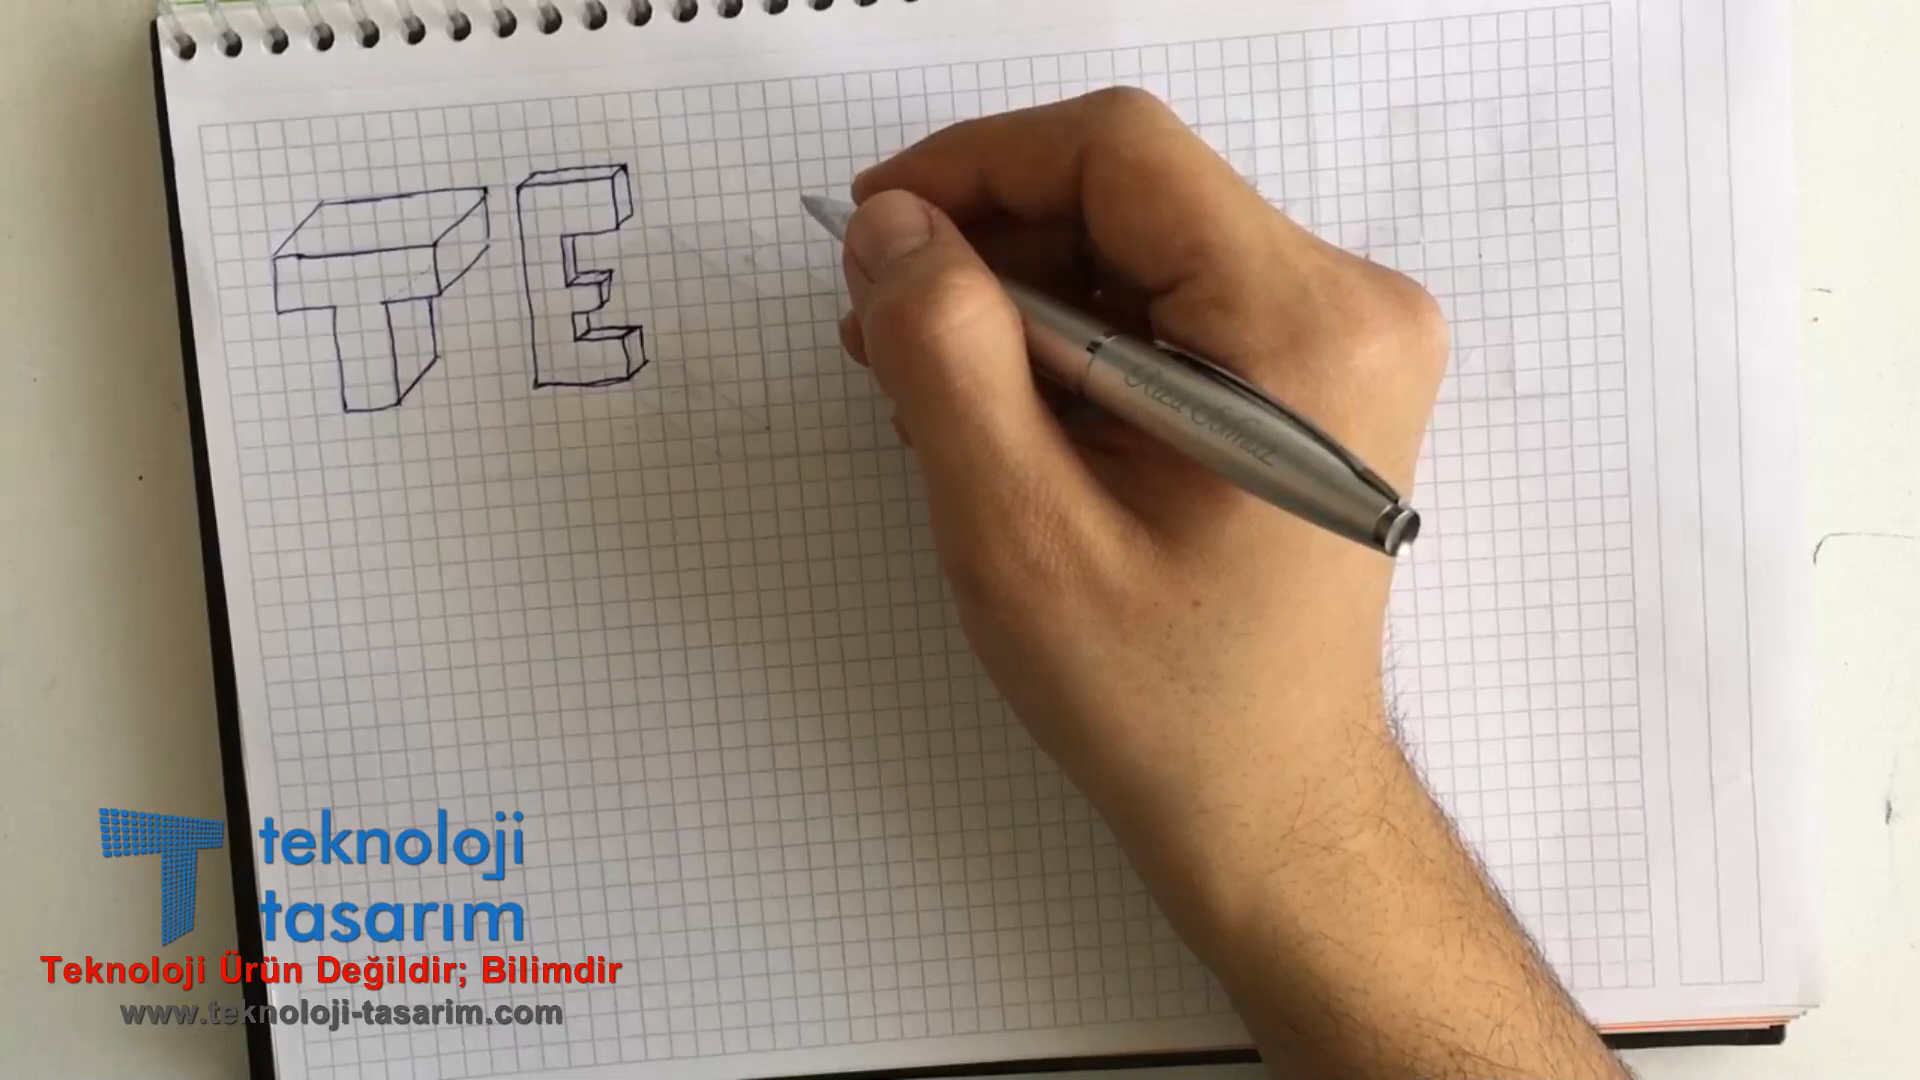 TE
teknoloji
tasarım
Teknoloji Ürün Değildir; Bilimdir
www.teknoloji-tasarim.com